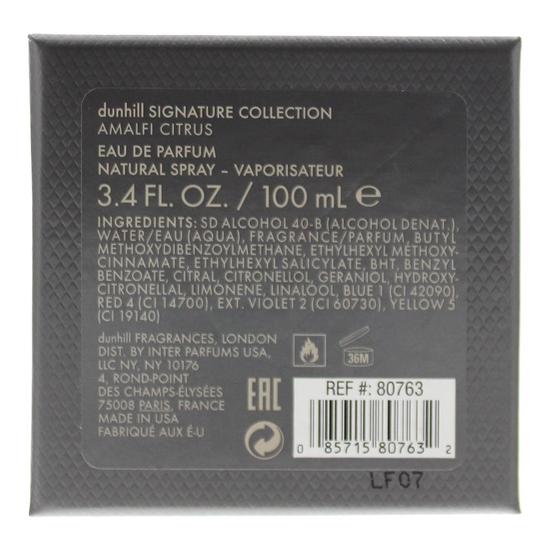 dunhill SIGNATURE COLLECTION
AMALFI CITRUS
EAU DE PARFUM
NATURAL SPRAY – VAPORISATEUR
3.4 FL. OZ. / 100 mL ℮
INGREDIENTS: SD ALCOHOL 40-B (ALCOHOL DENAT.),
WATER/EAU (AQUA), FRAGRANCE/PARFUM, BUTYL
METHOXYDIBENZOYLMETHANE, ETHYLHEXYL METHOXY-
CINNAMATE, ETHYLHEXYL SALICYLATE, BHT, BENZYL
BENZOATE, CITRAL, CITRONELLOL, GERANIOL, HYDROXY-
CITRONELLAL, LIMONENE, LINALOOL, BLUE 1 (CI 42090),
RED 4 (CI 14700), EXT. VIOLET 2 (CI 60730), YELLOW 5
(CI 19140)
dunhill FRAGRANCES, LONDON
DIST. BY INTER PARFUMS USA,
LLC NY, NY 10176
4, ROND-POINT
DES CHAMPS-ÉLYSÉES
75008 PARIS, FRANCE
MADE IN USA
FABRIQUÉ AUX É-U
36M
EAC
REF #: 80763
0 85715 80763 2
LF07